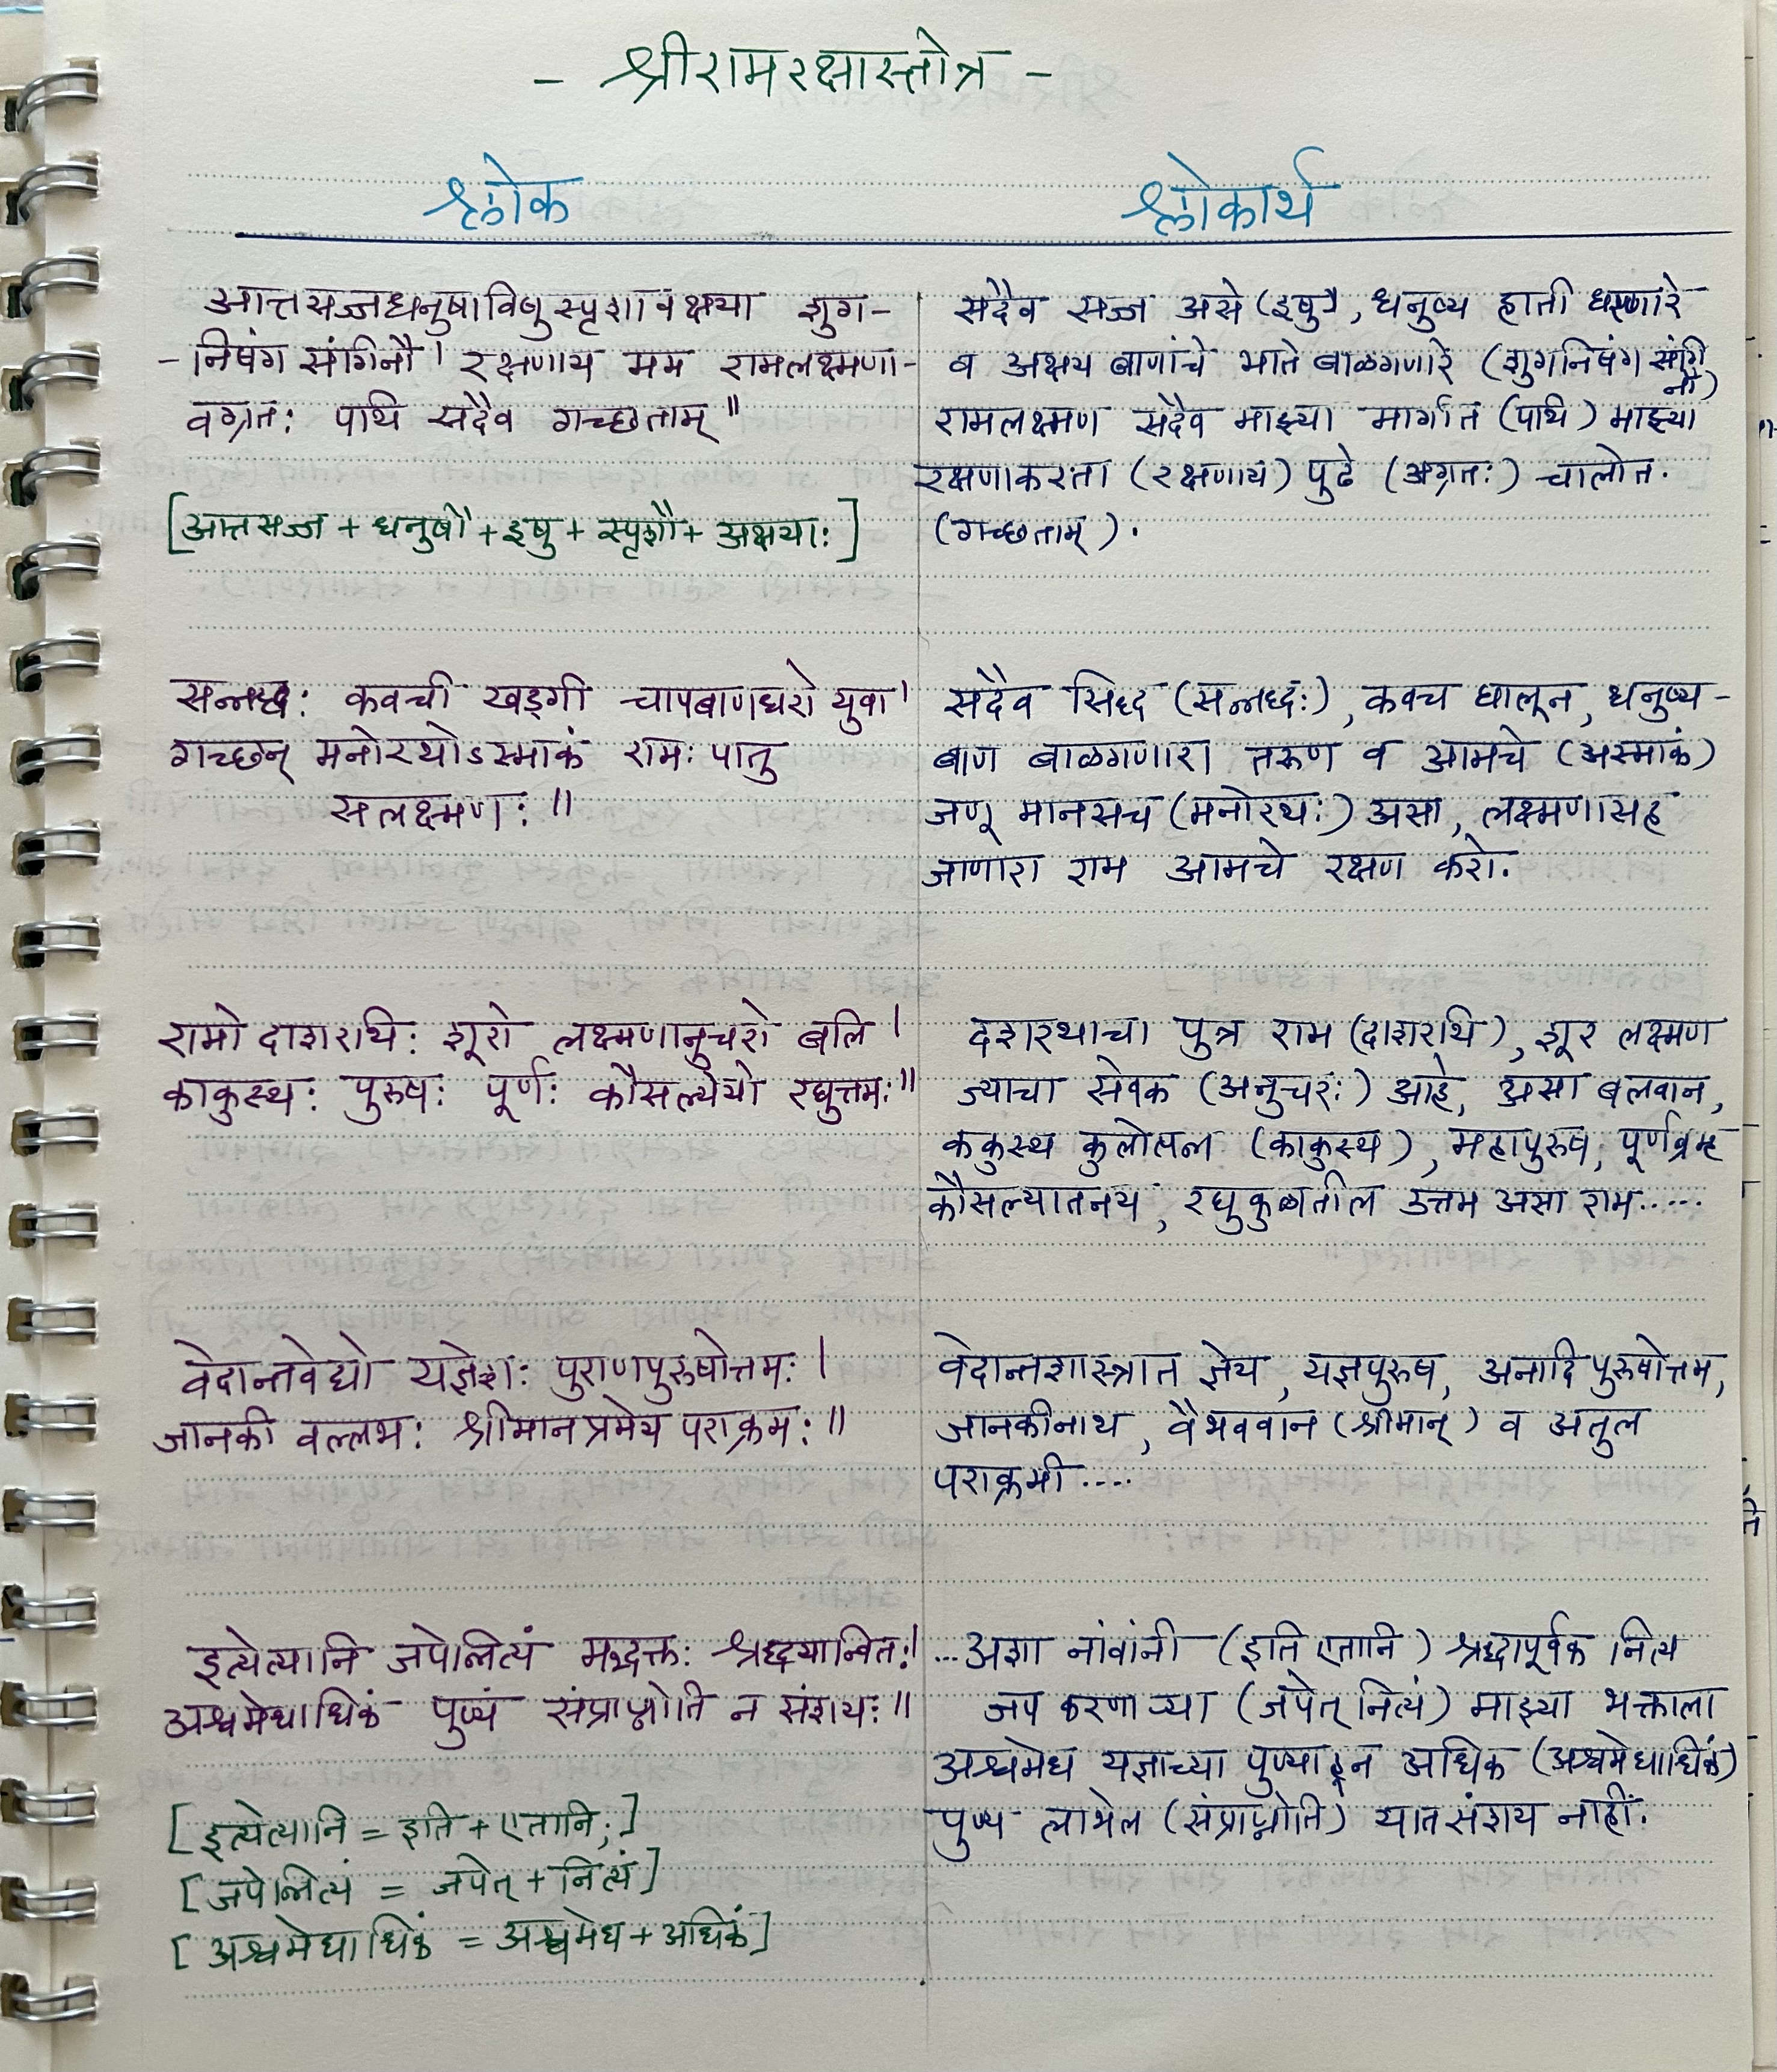 - श्रीरामरक्षास्तोत्र -
श्लोक
श्लोकार्थ
आत्तसज्जधनुषाविषुस्पृशावक्षया शुग-
-निषंग संगिनौ। रक्षणाय मम रामलक्ष्मणा-
वग्रत: पथि सदैव गच्छताम्॥
[आत्तसज्ज + धनुषौ + इषु + स्पृशौ + अक्षया:]
सदैव सज्ज असे (इषु), धनुष्य हाती धरणारे
व अक्षय बाणांचे भाते बाळगणारे (शुगनिषंग संगि
नौ)
रामलक्ष्मण सदैव माझ्या मार्गात (पथि) माझ्या
रक्षणाकरता (रक्षणाय) पुढे (अग्रत:) चालोत.
(गच्छताम्).
सन्नद्ध: कवची खड्गी चापबाणधरो युवा।
गच्छन् मनोरथोऽस्माकं राम: पातु
सलक्ष्मण: ॥
सदैव सिद्ध (सन्नद्ध:), कवच घालून, धनुष्य-
बाण बाळगणारा तरुण व आमचे (अस्माकं)
जणू मानसच (मनोरथ:) असा, लक्ष्मणासह
जाणारा राम आमचे रक्षण करो.
रामो दाशरथि: शूरो लक्ष्मणानुचरो बलि।
काकुस्थ: पुरुष: पूर्ण: कौसल्येयो रघुत्तम:॥
दशरथाचा पुत्र राम (दाशरथि), शूर लक्ष्मण
ज्याचा सेवक (अनुचर:) आहे, असा बलवान,
ककुस्थ कुलोत्पन्न (काकुस्थ), महापुरुष, पूर्णब्रम्ह
कौसल्यातनय, रघुकुळातील उत्तम असा राम.....
वेदान्तवेद्यो यज्ञेश: पुराणपुरुषोत्तम: |
जानकी वल्लभ: श्रीमानप्रमेय पराक्रम: ॥
वेदान्तशास्त्रात ज्ञेय, यज्ञपुरुष, अनादि पुरुषोत्तम,
जानकीनाथ, वैभववान (श्रीमान्) व अतुल
पराक्रमी....
इत्येत्यानि जपेन्नित्यं मद्भक्त: श्रद्धयान्वित:।
अश्वमेधाधिकं पुण्यं संप्राप्नोति न संशय:॥
[इत्येत्यानि = इति + एतानि;]
[जपेन्नित्यं = जपेत् + नित्यं]
[अश्वमेधाधिकं = अश्वमेध + अधिकं]
...अशा नांवांनी (इति एतानि) श्रद्धापूर्वक नित्य
जप करणाऱ्या (जपेत् नित्यं) माझ्या भक्ताला
अश्वमेध यज्ञाच्या पुण्याहून अधिक (अश्वमेधाधिकं)
पुण्य लाभेल (संप्राप्नोति) यात संशय नाही.